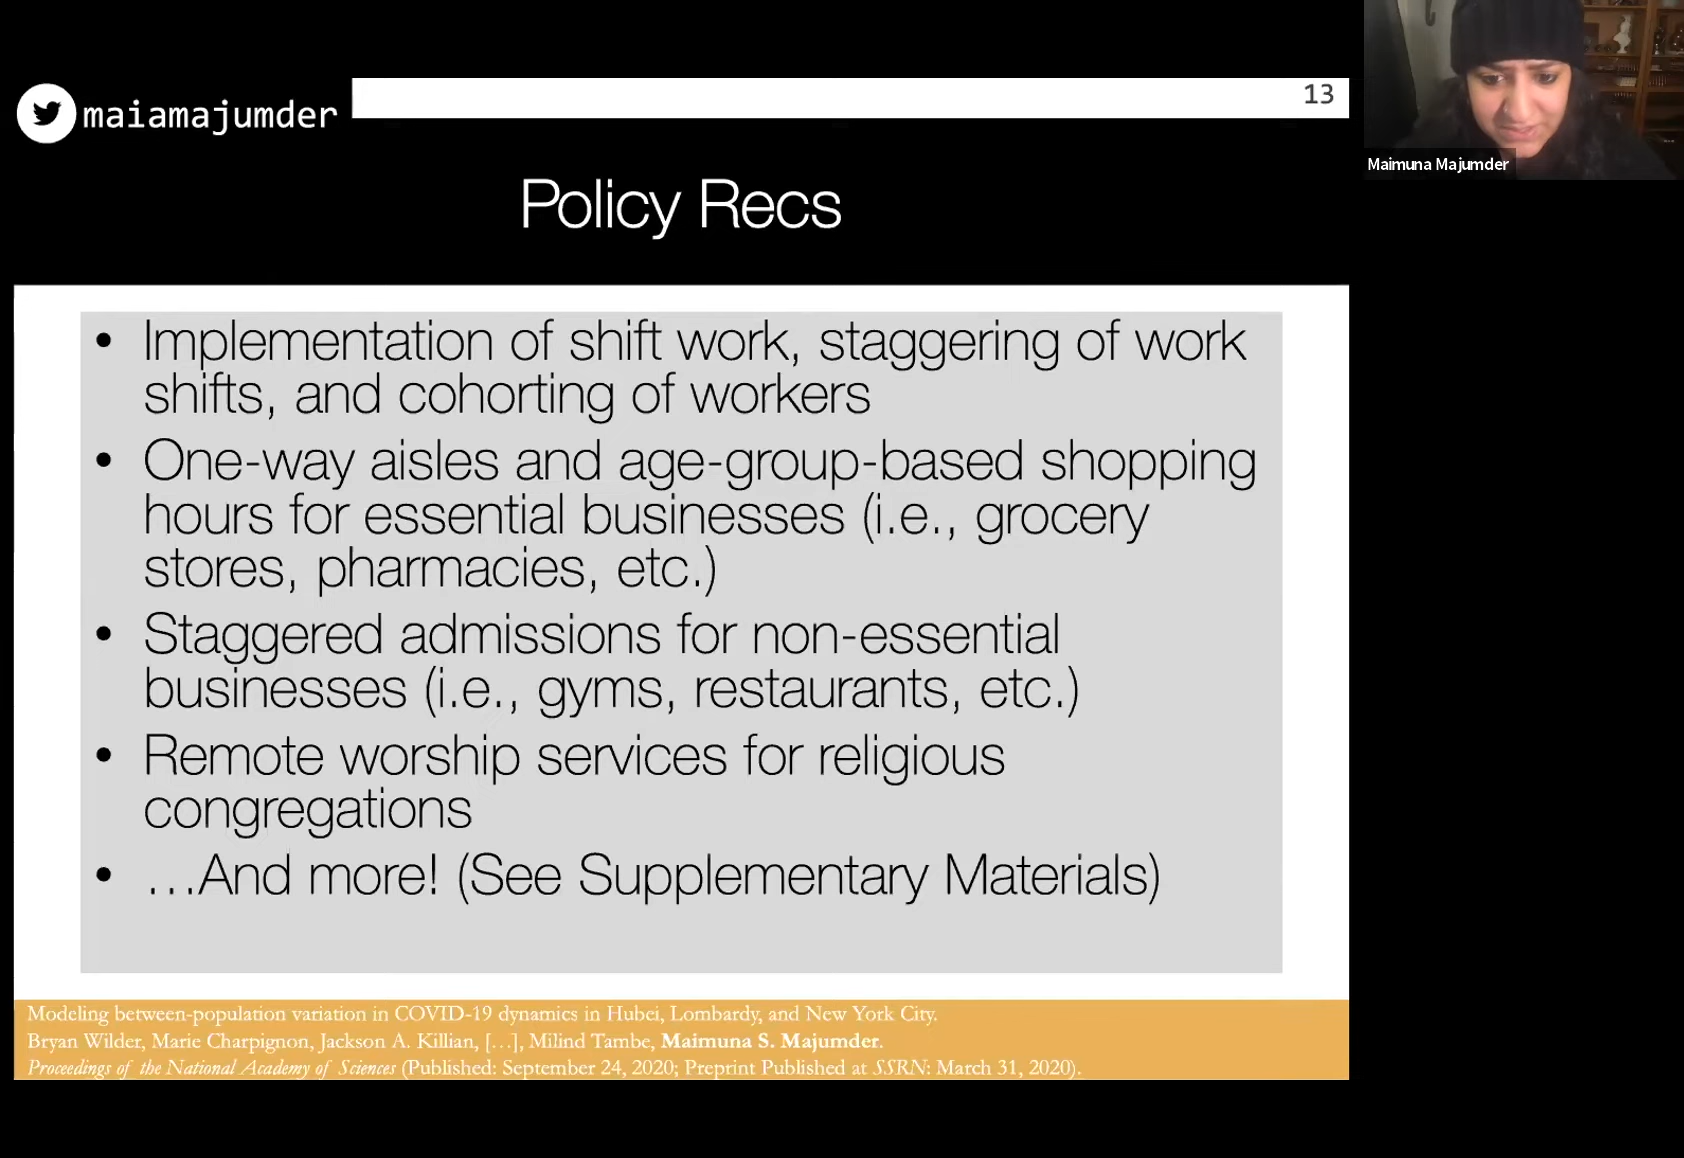 maiamajumder
13
Maimuna Majumder
Policy Recs
• Implementation of shift work, staggering of work
shifts, and cohorting of workers
• One-way aisles and age-group-based shopping
hours for essential businesses (i.e., grocery
stores, pharmacies, etc.)
• Staggered admissions for non-essential
businesses (i.e., gyms, restaurants, etc.)
• Remote worship services for religious
congregations
• …And more! (See Supplementary Materials)
Modeling between-population variation in COVID-19 dynamics in Hubei, Lombardy, and New York City.
Bryan Wilder, Marie Charpignon, Jackson A. Killian, […], Milind Tambe, Maimuna S. Majumder.
Proceedings of the National Academy of Sciences (Published: September 24, 2020; Preprint Published at SSRN: March 31, 2020).